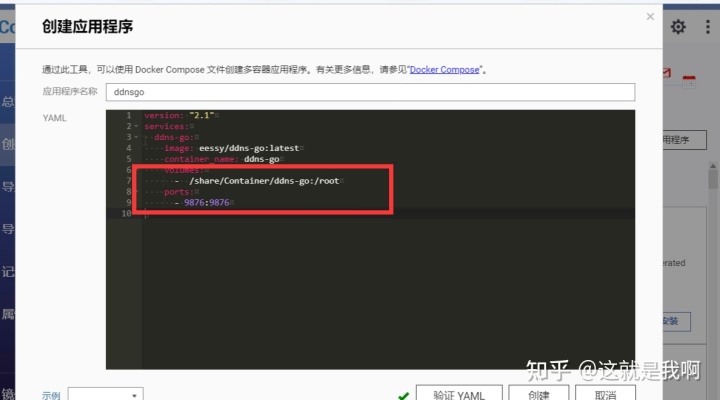 创建应用程序
通过此工具，可以使用 Docker Compose 文件创建多容器应用程序。有关更多信息，请参见"Docker Compose"。
应用程序名称 ddnsgo
YAML
1 version: "2.1"
2 services:
3 ddns-go:
4 image: eessy/ddns-go:latest
5 container_name: ddns-go
6 volumes:
7 - /share/Container/ddns-go:/root
8 ports:
9 - 9876:9876
10
总
创
导
导
记
属
镜
用程序
erated
安装
示例
验证 YAML 创建 取消
知乎 @这就是我啊